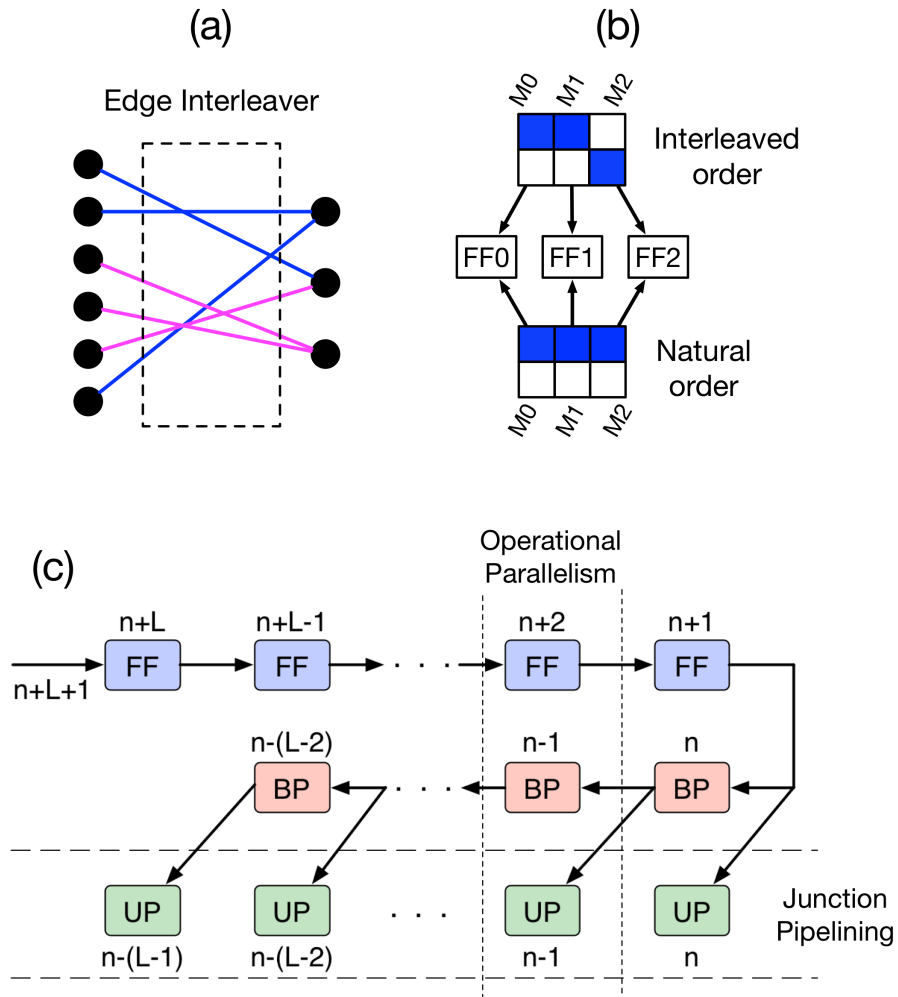 (a)
Edge Interleaver
(b)
M0 M1 M2
Interleaved
order
FF0 FF1 FF2
Natural
order
M0 M1 M2
(c)
Operational
Parallelism
n+L n+L-1 n+2 n+1
FF FF . . . FF FF
n+L+1
n-(L-2) n-1 n
BP . . . BP BP
UP UP . . . UP UP
n-(L-1) n-(L-2) n-1 n
Junction
Pipelining